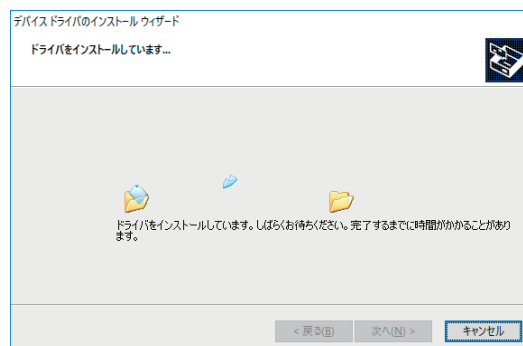 デバイス ドライバのインストール ウィザード
ドライバをインストールしています...
ドライバをインストールしています。しばらくお待ちください。完了するまでに時間がかかることがあり
ます。
< 戻る(B) 次へ(N) > キャンセル